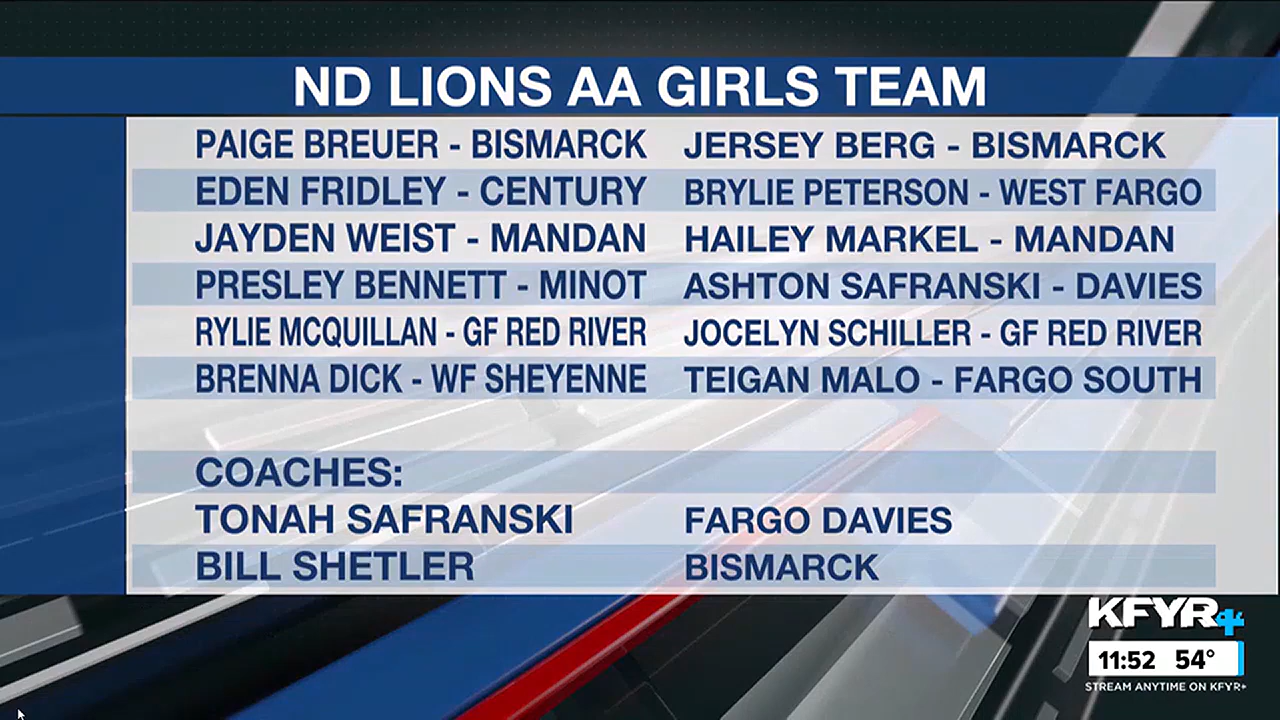 ND LIONS AA GIRLS TEAM
PAIGE BREUER - BISMARCK JERSEY BERG - BISMARCK
EDEN FRIDLEY - CENTURY BRYLIE PETERSON - WEST FARGO
JAYDEN WEIST - MANDAN HAILEY MARKEL - MANDAN
PRESLEY BENNETT - MINOT ASHTON SAFRANSKI - DAVIES
RYLIE MCQUILLAN - GF RED RIVER JOCELYN SCHILLER - GF RED RIVER
BRENNA DICK - WF SHEYENNE TEIGAN MALO - FARGO SOUTH
COACHES:
TONAH SAFRANSKI FARGO DAVIES
BILL SHETLER BISMARCK
KFYR+
11:52 54°
STREAM ANYTIME ON KFYR+